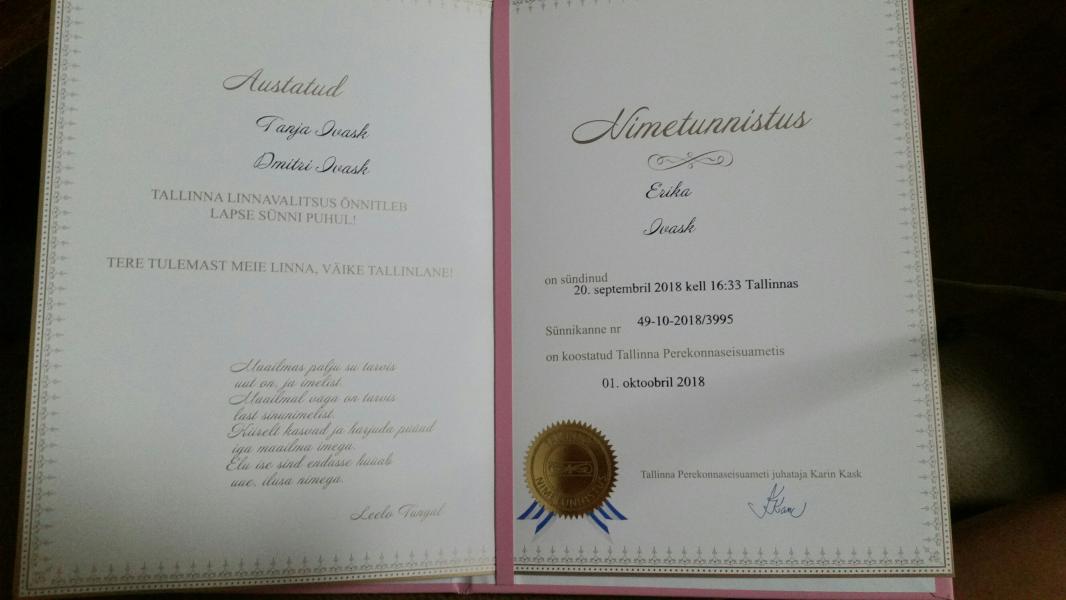 Austatud
Tanja Ivask
Dmitri Ivask
TALLINNA LINNAVALITSUS ÕNNITLEB
LAPSE SÜNNI PUHUL!
TERE TULEMAST MEIE LINNA, VÄIKE TALLINLANE!
Maailmas palju su tarvis
uut on, ja imelist.
Maailmal väga on tarvis
last sinunimelist.
Kiirelt kasvad ja harjuda püüad
iga maailma imega.
Elu ise sind endasse hüüab
uue, ilusa nimega.
Leelo Tungal
Nimetunnistus
Erika
Ivask
on sündinud
20. septembril 2018 kell 16:33 Tallinnas
Sünnikanne nr 49-10-2018/3995
on koostatud Tallinna Perekonnaseisuametis
01. oktoobril 2018
NIMETUNNISTUS
Tallinna Perekonnaseisuameti juhataja Karin Kask